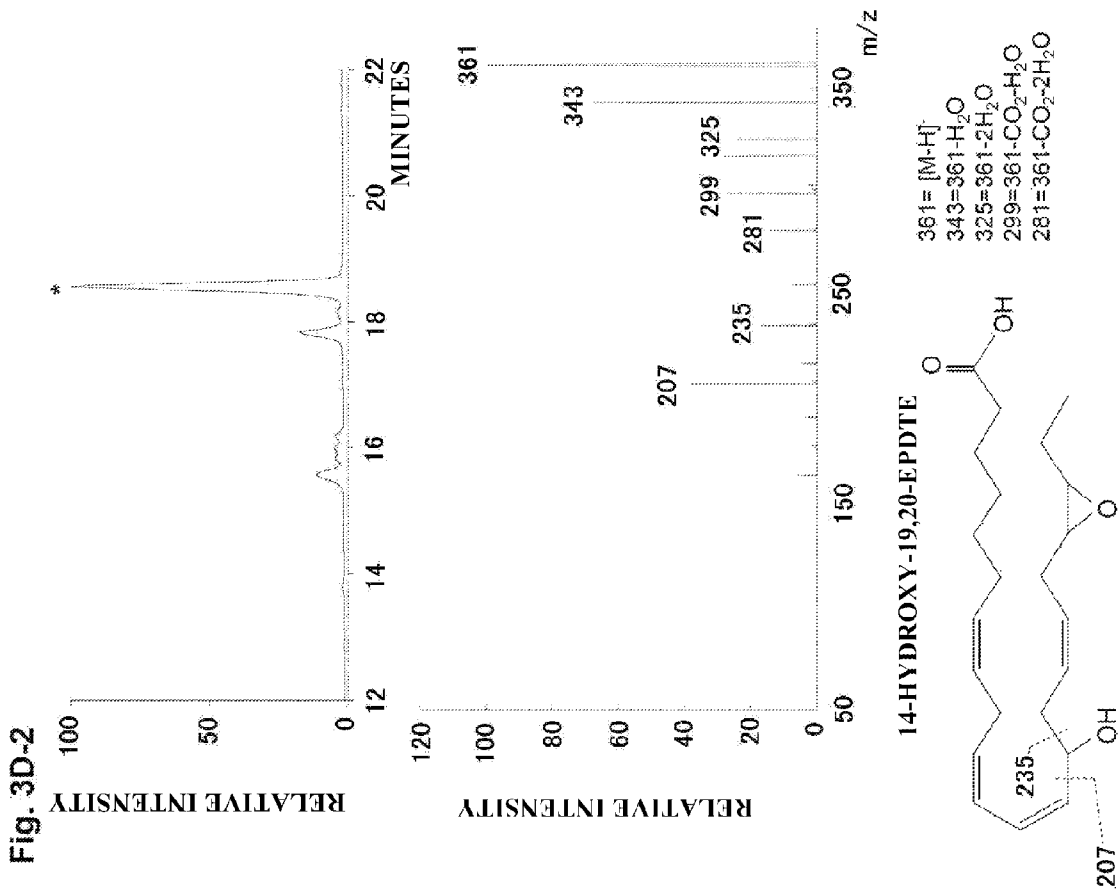 Fig. 3D-2
RELATIVE INTENSITY
100
50
0
12
14
16
18
20
22
MINUTES
*
RELATIVE INTENSITY
120
100
80
60
40
20
0
50
150
250
350
m/z
207
235
281
299
325
343
361
14-HYDROXY-19,20-EPDTE
O
OH
O
OH
235
207
361= [M-H]-
343=361-H2O
325=361-2H2O
299=361-CO2-H2O
281=361-CO2-2H2O